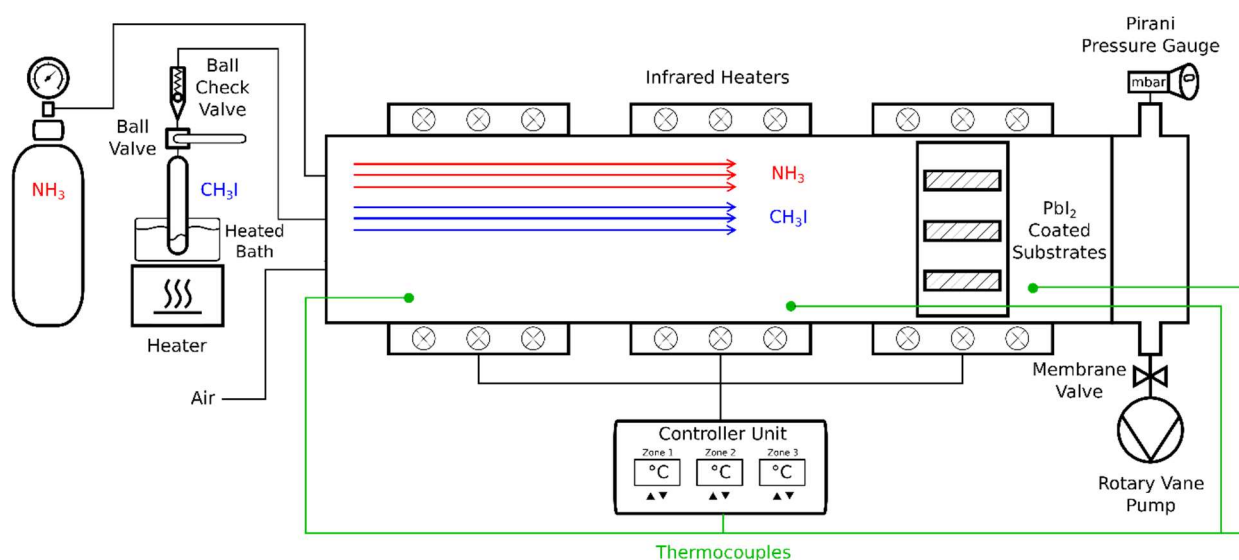 Pirani
Pressure Gauge
mbar
Ball
Check
Valve
Infrared Heaters
Ball
Valve
NH₃
CH₃I
NH₃
CH₃I
PbI₂
Coated
Substrates
Heated
Bath
Heater
Air
Membrane
Valve
Controller Unit
Zone 1 Zone 2 Zone 3
°C °C °C
Rotary Vane
Pump
Thermocouples